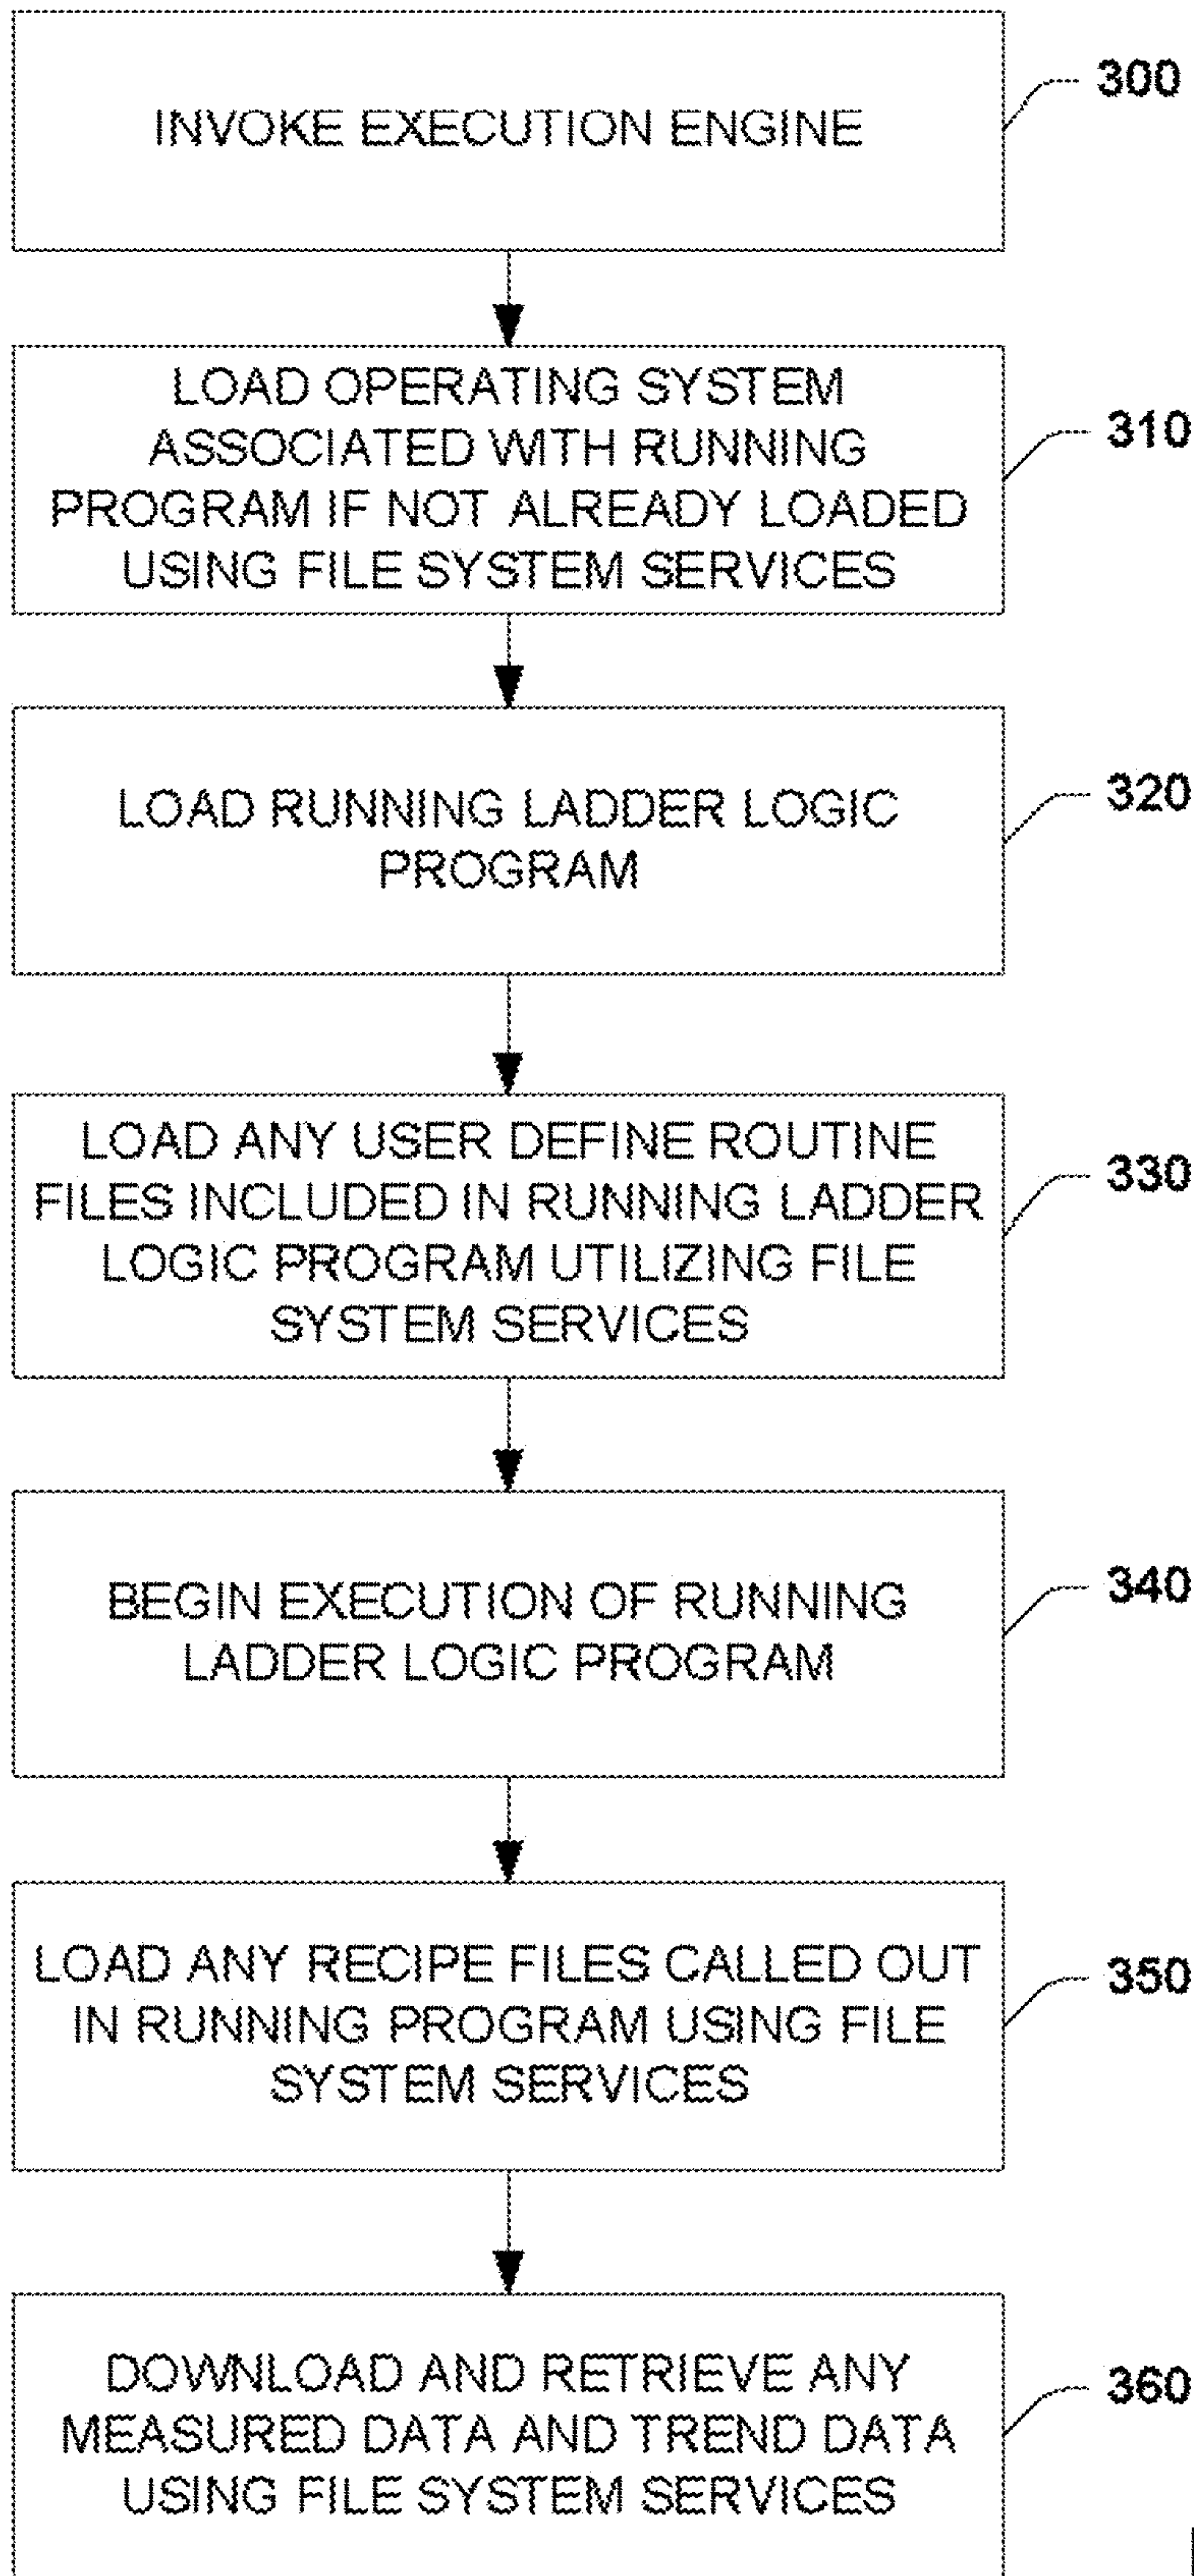 INVOKE EXECUTION ENGINE
300
LOAD OPERATING SYSTEM
ASSOCIATED WITH RUNNING
PROGRAM IF NOT ALREADY LOADED
USING FILE SYSTEM SERVICES
310
LOAD RUNNING LADDER LOGIC
PROGRAM
320
LOAD ANY USER DEFINE ROUTINE
FILES INCLUDED IN RUNNING LADDER
LOGIC PROGRAM UTILIZING FILE
SYSTEM SERVICES
330
BEGIN EXECUTION OF RUNNING
LADDER LOGIC PROGRAM
340
LOAD ANY RECIPE FILES CALLED OUT
IN RUNNING PROGRAM USING FILE
SYSTEM SERVICES
350
DOWNLOAD AND RETRIEVE ANY
MEASURED DATA AND TREND DATA
USING FILE SYSTEM SERVICES
360